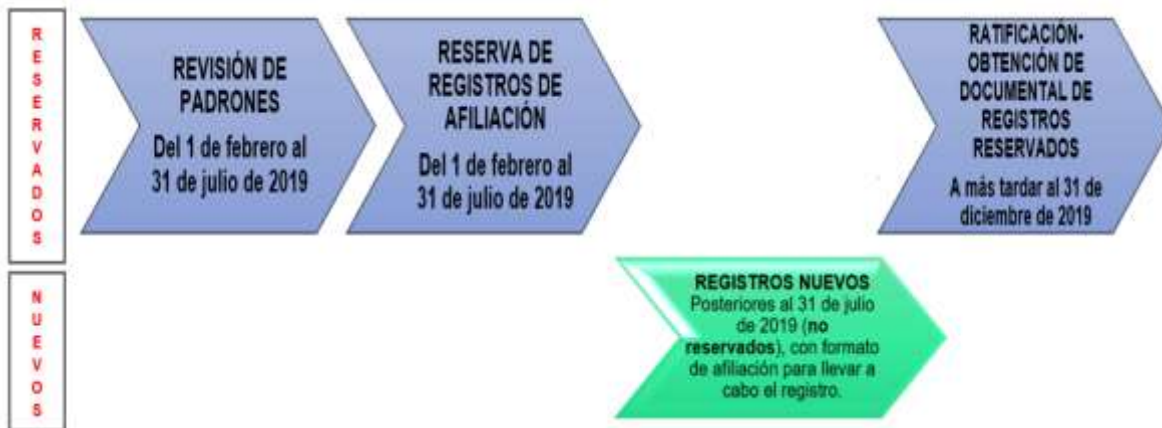 RESERVADOS
REVISIÓN DE
PADRONES
Del 1 de febrero al
31 de julio de 2019
RESERVA DE
REGISTROS DE
AFILIACIÓN
Del 1 de febrero al
31 de julio de 2019
RATIFICACIÓN-
OBTENCIÓN DE
DOCUMENTAL DE
REGISTROS
RESERVADOS
A más tardar al 31 de
diciembre de 2019
NUEVOS
REGISTROS NUEVOS
Posteriores al 31 de julio
de 2019 (no
reservados), con formato
de afiliación para llevar a
cabo el registro.